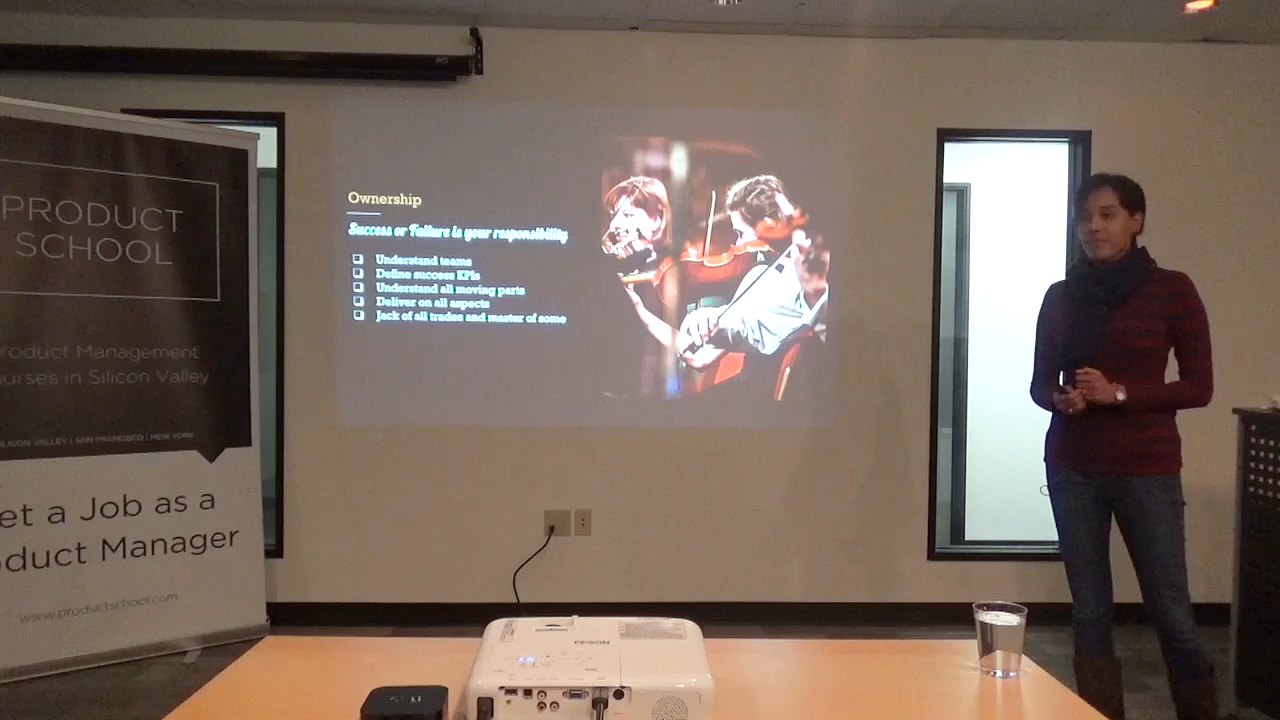 PRODUCT
SCHOOL
roduct Management
urses in Silicon Valley
SILICON VALLEY | SAN FRANCISCO | NEW YORK
et a Job as a
oduct Manager
www.productschool.com
Ownership
Success or Failure is your responsibility
Understand teams
Define success KPIs
Understand all moving parts
Deliver on all aspects
Jack of all trades and master of some
EPSON